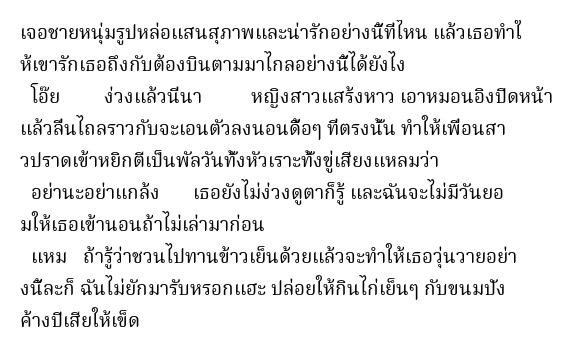 เจอชายหนุ่มรูปหล่อแสนสุภาพและน่ารักอย่างนี้ที่ไหน แล้วเธอทำใ
ห้เขารักเธอถึงกับต้องบินตามมาไกลอย่างนี้ได้ยังไง
โอ๊ย ง่วงแล้วนีนา หญิงสาวแสร้งหาว เอาหมอนอิงปิดหน้า
แล้วลื่นไถลราวกับจะเอนตัวลงนอนดื้อๆ ที่ตรงนั้น ทำให้เพื่อนสา
วปราดเข้าหยิกตีเป็นพัลวันทั้งหัวเราะทั้งขู่เสียงแหลมว่า
อย่านะอย่าแกล้ง เธอยังไม่ง่วงดูตาก็รู้ และฉันจะไม่มีวันยอ
มให้เธอเข้านอนถ้าไม่เล่ามาก่อน
แหม ถ้ารู้ว่าชวนไปทานข้าวเย็นด้วยแล้วจะทำให้เธอวุ่นวายอย่า
งนี้ละก็ ฉันไม่ยักมารับหรอกแฮะ ปล่อยให้กินไก่เย็นๆ กับขนมปัง
ค้างปีเสียให้เข็ด